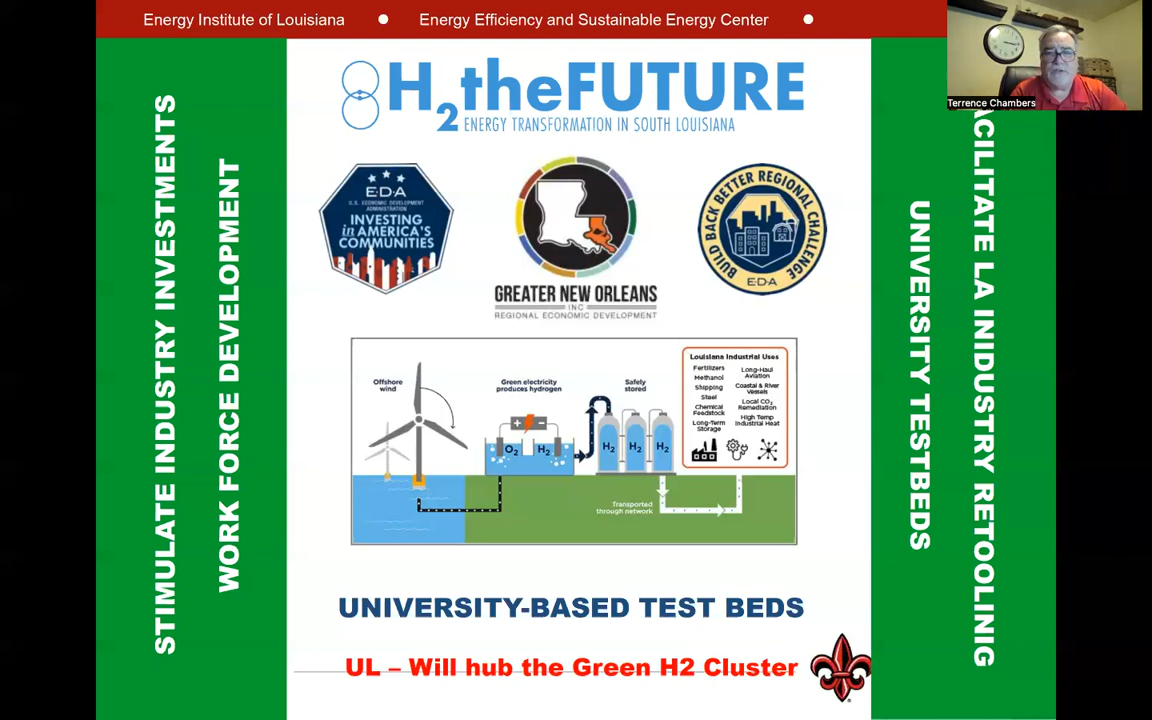 Energy Institute of Louisiana ● Energy Efficiency and Sustainable Energy Center ●
Terrence Chambers
STIMULATE INDUSTRY INVESTMENTS
WORK FORCE DEVELOPMENT
H2theFUTURE
ENERGY TRANSFORMATION IN SOUTH LOUISIANA
E·D·A
U.S. ECONOMIC DEVELOPMENT
ADMINISTRATION
INVESTING
in AMERICA'S
COMMUNITIES
GREATER NEW ORLEANS
INC
REGIONAL ECONOMIC DEVELOPMENT
BUILD BACK BETTER REGIONAL CHALLENGE
E·D·A
Offshore
wind
Green electricity
produces hydrogen
+ −
O2 H2
Safely
stored
H2 H2 H2
Transported
through network
Louisiana Industrial Uses
Fertilizers
Methanol
Shipping
Steel
Chemical
Feedstock
Long-Term
Storage
Long-Haul
Aviation
Coastal & River
Vessels
Local CO2
Remediation
High Temp
Industrial Heat
UNIVERSITY-BASED TEST BEDS
UL – Will hub the Green H2 Cluster
UNIVERSITY TESTBEDS
ACILITATE LA INIDUSTRY RETOOLINIG